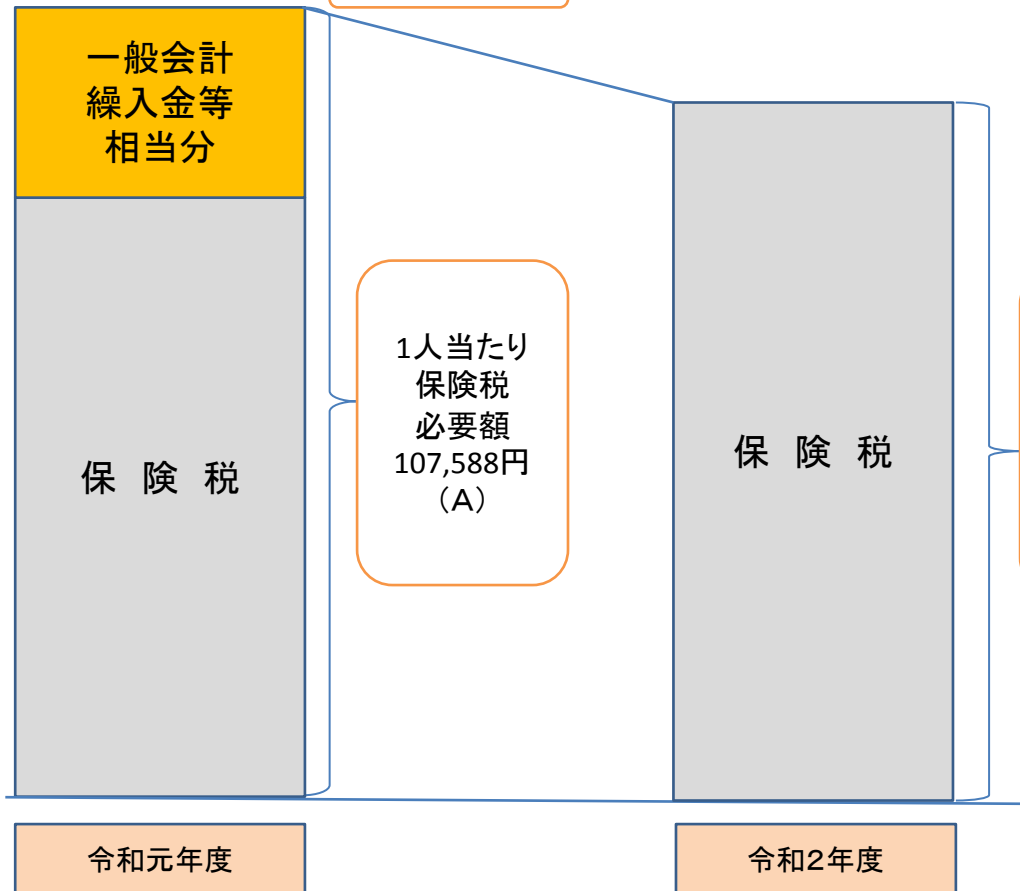 一般会計
繰入金等
相当分
保 険 税
1人当たり
保険税
必要額
107,588円
（A）
保 険 税
令和元年度
令和2年度